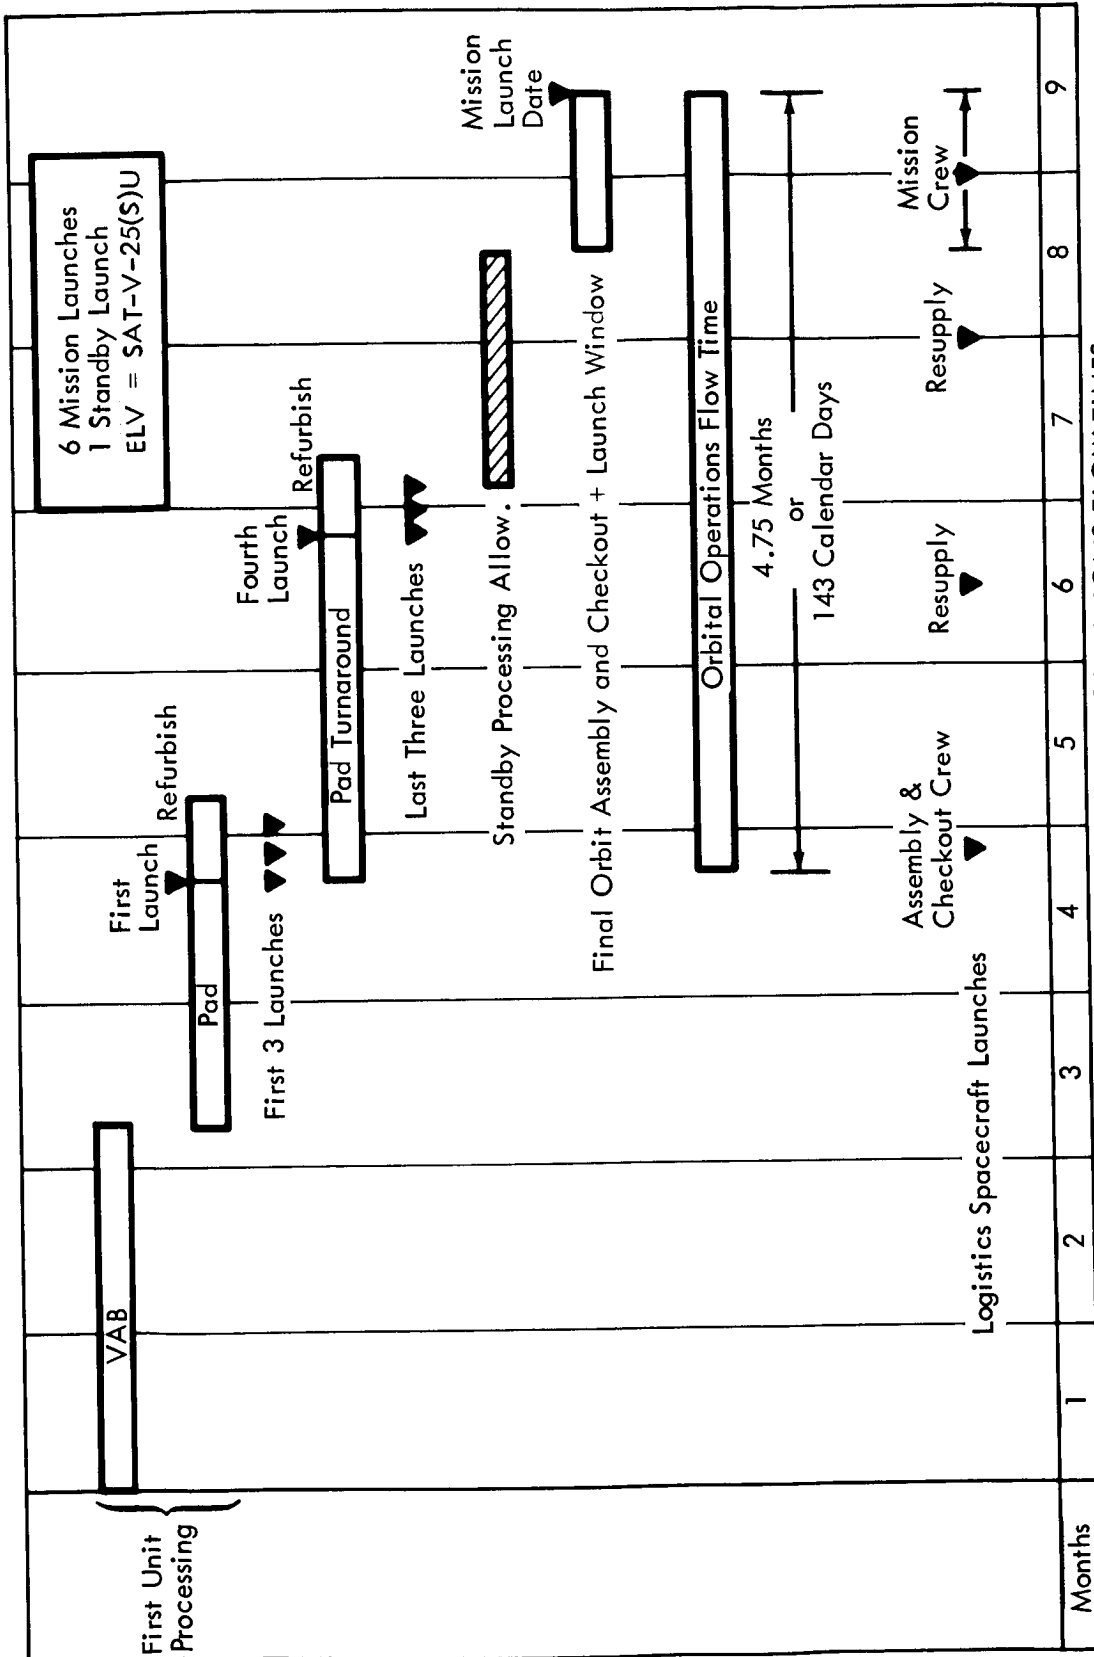 6 Mission Launches
1 Standby Launch
ELV = SAT-V-25(S)U
First Unit
Processing
VAB
First
Launch
Refurbish
Pad
First 3 Launches
Fourth
Launch
Refurbish
Pad Turnaround
Last Three Launches
Standby Processing Allow.
Mission
Launch
Date
Final Orbit Assembly and Checkout + Launch Window
Orbital Operations Flow Time
4.75 Months
or
143 Calendar Days
Logistics Spacecraft Launches
Assembly &
Checkout Crew
Resupply
Resupply
Mission
Crew
Months 1 2 3 4 5 6 7 8 9